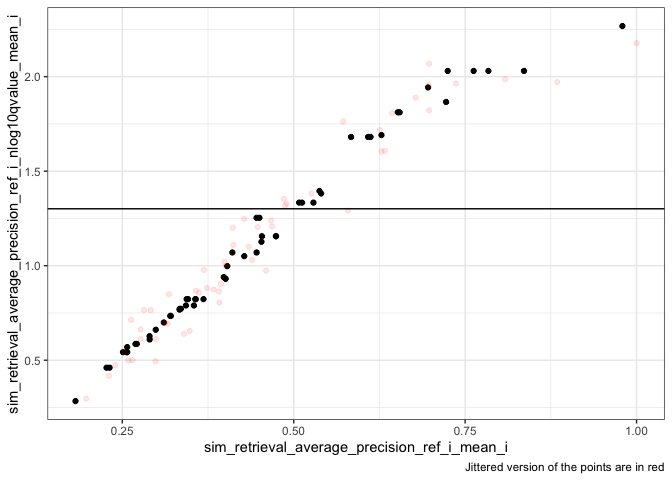 sim_retrieval_average_precision_ref_i_nlog10qvalue_mean_i
2.0
1.5
1.0
0.5
0.25
0.50
0.75
1.00
sim_retrieval_average_precision_ref_i_mean_i
Jittered version of the points are in red